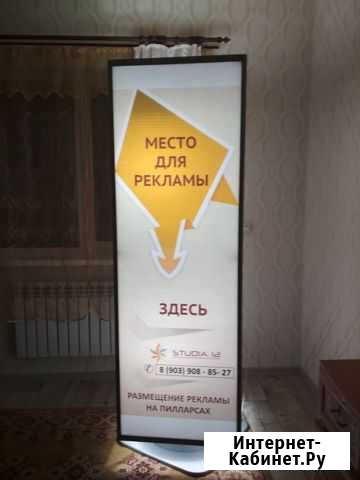 МЕСТО
ДЛЯ
РЕКЛАМЫ
ЗДЕСЬ
STUDIA 12
8 (903) 908 - 85- 27
РАЗМЕЩЕНИЕ РЕКЛАМЫ
НА ПИЛЛАРСАХ
Интернет-
Кабинет.Ру